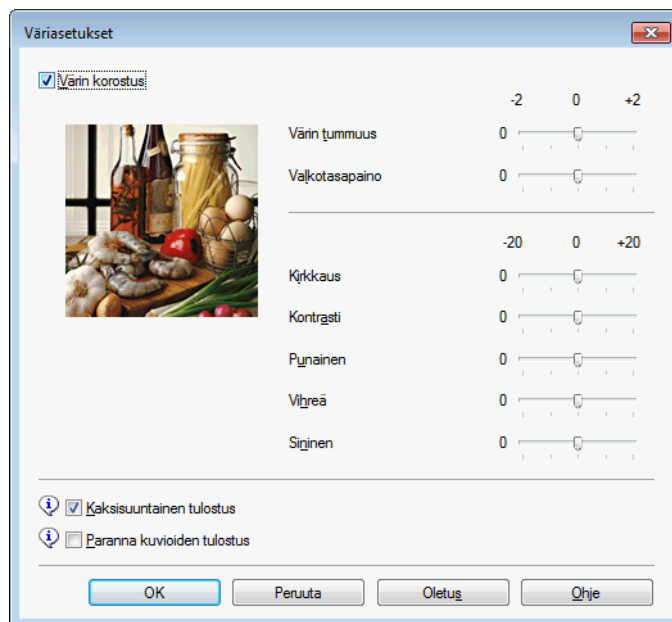 Väriasetukset
Värin korostus
-2 0 +2
Värin tummuus 0
Valkotasapaino 0
-20 0 +20
Kirkkaus 0
Kontrasti 0
Punainen 0
Vihreä 0
Sininen 0
Kaksisuuntainen tulostus
Paranna kuvioiden tulostus
OK Peruuta Oletus Ohje